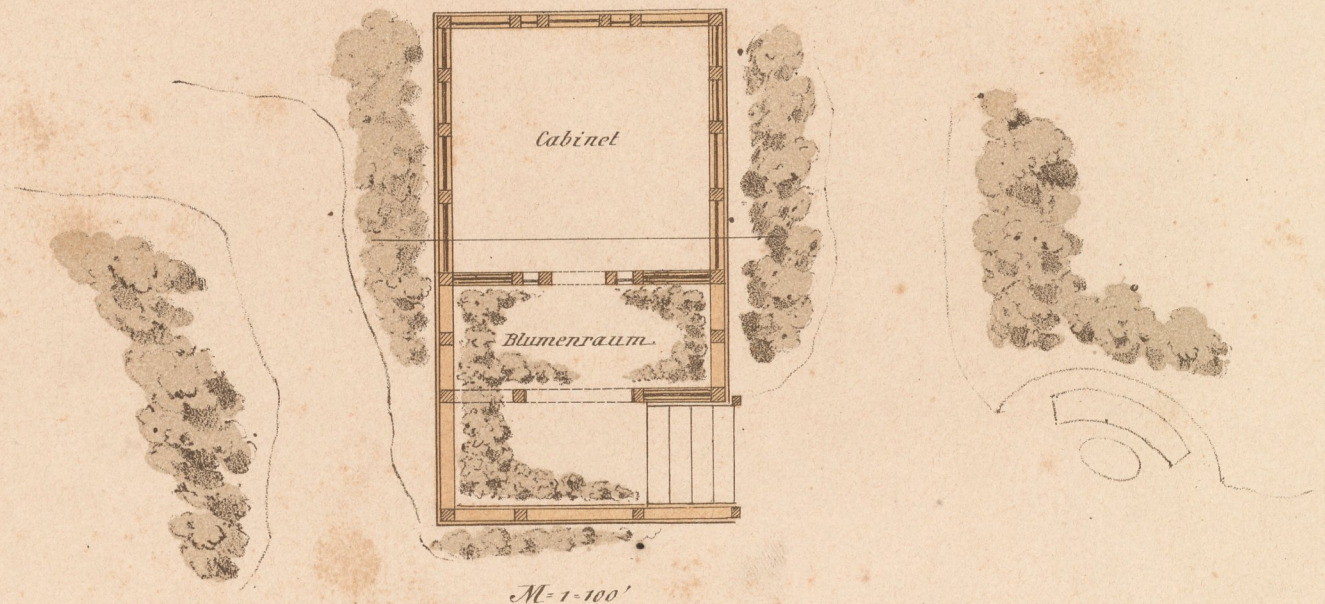 Cabinet
Blumenraum.
M = 1 = 100'